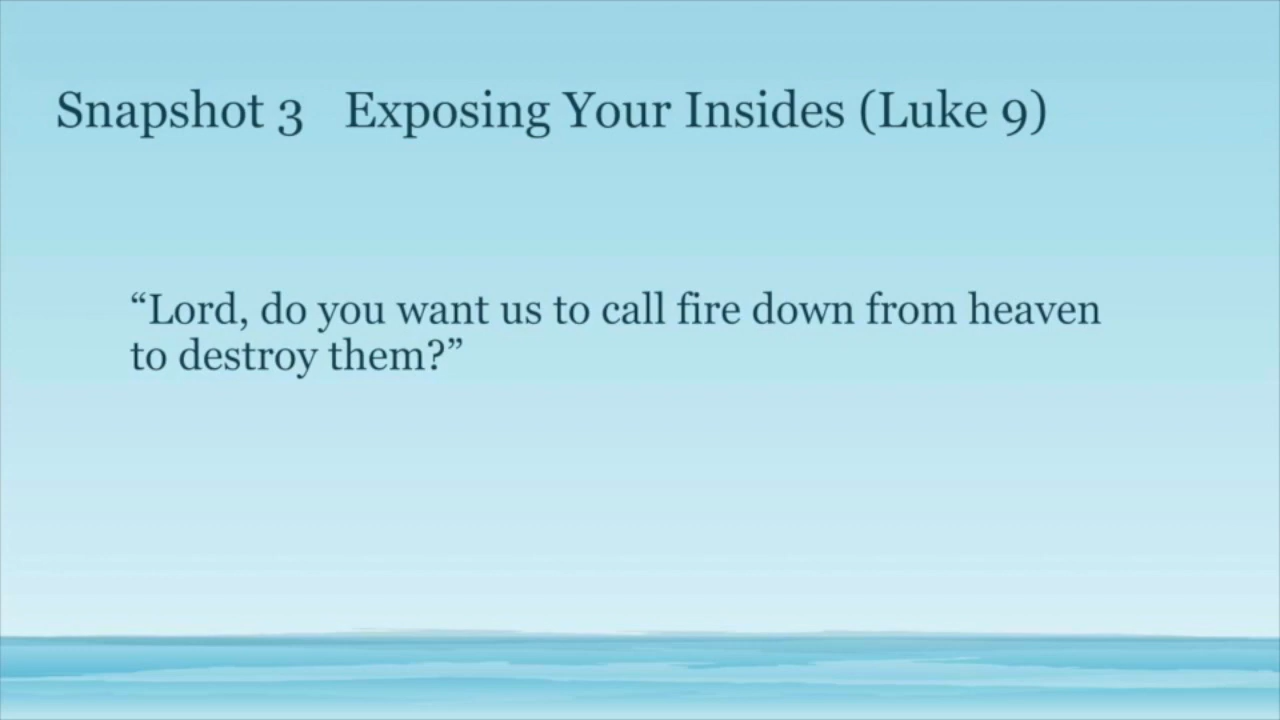 Snapshot 3 Exposing Your Insides (Luke 9)
“Lord, do you want us to call fire down from heaven
to destroy them?”